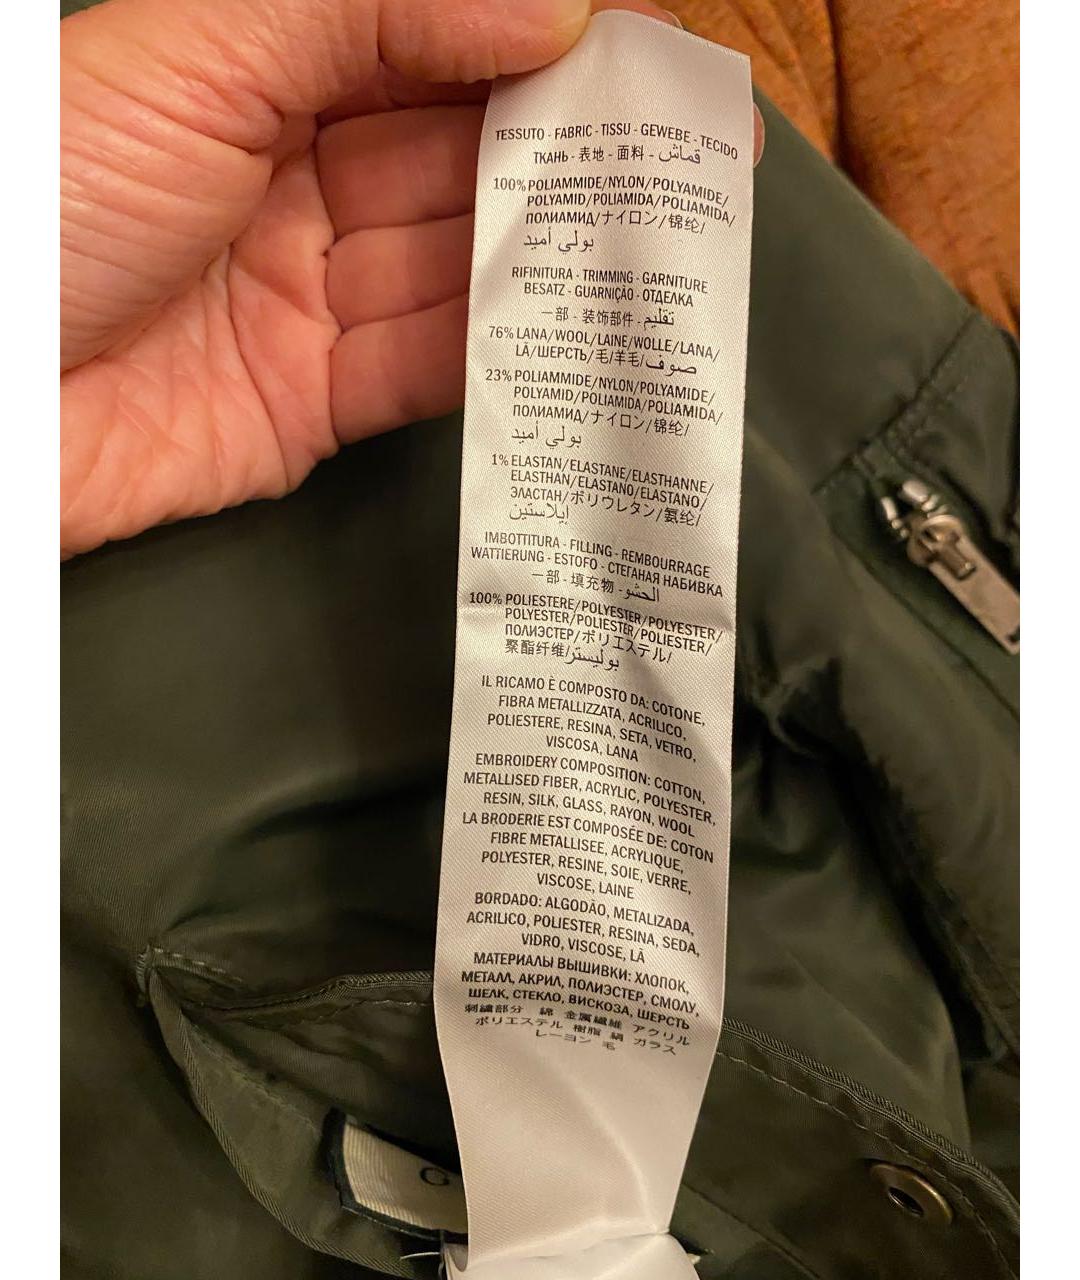 TESSUTO - FABRIC - TISSU - GEWEBE - TECIDO
ТКАНЬ - 表地 - 面料 - قماش
100% POLIAMMIDE/NYLON/POLYAMIDE/
POLYAMID/POLIAMIDA/POLIAMIDA/
ПОЛИАМИД/ナイロン/锦纶/
بولي أميد
RIFINITURA - TRIMMING - GARNITURE
BESATZ - GUARNIÇÃO - ОТДЕЛКА
一部 - 装饰部件 - تقليم
76% LANA/WOOL/LAINE/WOLLE/LANA/
LÃ/ШЕРСТЬ/毛/羊毛/صوف
23% POLIAMMIDE/NYLON/POLYAMIDE/
POLYAMID/POLIAMIDA/POLIAMIDA/
ПОЛИАМИД/ナイロン/锦纶/
بولي أميد
1% ELASTAN/ELASTANE/ELASTHANNE/
ELASTHAN/ELASTANO/ELASTANO/
ЭЛАСТАН/ポリウレタン/氨纶/
إيلاستين
IMBOTTITURA - FILLING - REMBOURRAGE
WATTIERUNG - ESTOFO - СТЕГАНАЯ НАБИВКА
一部 - 填充物 - الحشو
100% POLIESTERE/POLYESTER/POLYESTER/
POLYESTER/POLIESTER/POLIESTER/
ПОЛИЭСТЕР/ポリエステル/
聚酯纤维/بوليستر
IL RICAMO È COMPOSTO DA: COTONE,
FIBRA METALLIZZATA, ACRILICO,
POLIESTERE, RESINA, SETA, VETRO,
VISCOSA, LANA
EMBROIDERY COMPOSITION: COTTON,
METALLISED FIBER, ACRYLIC, POLYESTER,
RESIN, SILK, GLASS, RAYON, WOOL
LA BRODERIE EST COMPOSÉE DE: COTON
FIBRE METALLISEE, ACRYLIQUE,
POLYESTER, RESINE, SOIE, VERRE,
VISCOSE, LAINE
BORDADO: ALGODÃO, METALIZADA,
ACRILICO, POLIESTER, RESINA, SEDA,
VIDRO, VISCOSE, LÃ
МАТЕРИАЛЫ ВЫШИВКИ: ХЛОПОК,
МЕТАЛЛ, АКРИЛ, ПОЛИЭСТЕР, СМОЛУ,
ШЕЛК, СТЕКЛО, ВИСКОЗА, ШЕРСТЬ
刺繍部分 綿 金属繊維 アクリル
ポリエステル 樹脂 絹 ガラス
レーヨン 毛
G